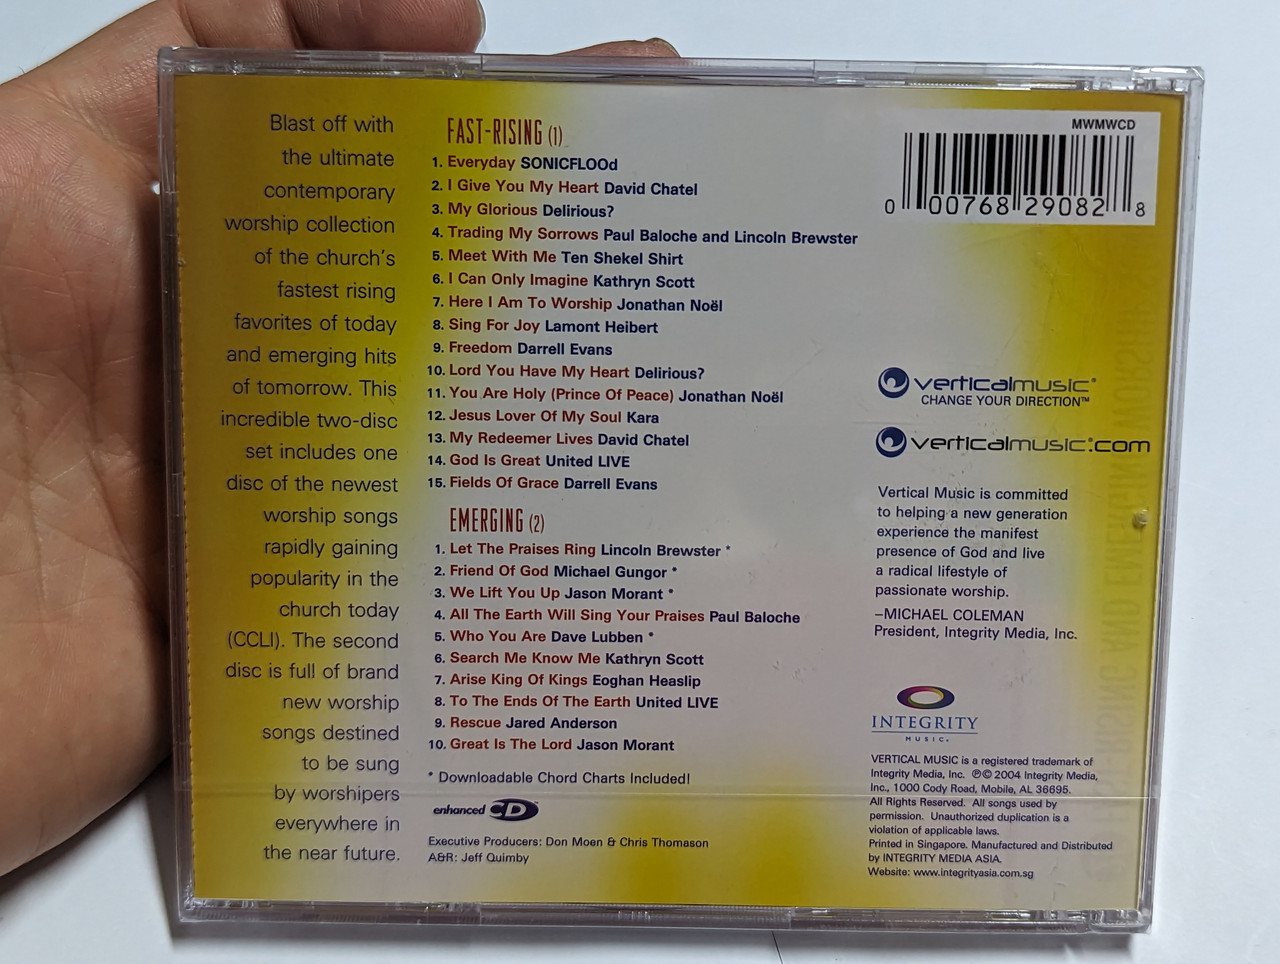 Blast off with
the ultimate
contemporary
worship collection
of the church's
fastest rising
favorites of today
and emerging hits
of tomorrow. This
incredible two-disc
set includes one
disc of the newest
worship songs
rapidly gaining
popularity in the
church today
(CCLI). The second
disc is full of brand
new worship
songs destined
to be sung
by worshipers
everywhere in
the near future.
FAST-RISING (1)
1. Everyday SONICFLOOd
2. I Give You My Heart David Chatel
3. My Glorious Delirious?
4. Trading My Sorrows Paul Baloche and Lincoln Brewster
5. Meet With Me Ten Shekel Shirt
6. I Can Only Imagine Kathryn Scott
7. Here I Am To Worship Jonathan Noël
8. Sing For Joy Lamont Heibert
9. Freedom Darrell Evans
10. Lord You Have My Heart Delirious?
11. You Are Holy (Prince Of Peace) Jonathan Noël
12. Jesus Lover Of My Soul Kara
13. My Redeemer Lives David Chatel
14. God Is Great United LIVE
15. Fields Of Grace Darrell Evans
EMERGING (2)
1. Let The Praises Ring Lincoln Brewster *
2. Friend Of God Michael Gungor *
3. We Lift You Up Jason Morant *
4. All The Earth Will Sing Your Praises Paul Baloche
5. Who You Are Dave Lubben *
6. Search Me Know Me Kathryn Scott
7. Arise King Of Kings Eoghan Heaslip
8. To The Ends Of The Earth United LIVE
9. Rescue Jared Anderson
10. Great Is The Lord Jason Morant
* Downloadable Chord Charts Included!
enhanced CD™
Executive Producers: Don Moen & Chris Thomason
A&R: Jeff Quimby
MWMWCD
0 00768 29082 8
verticalmusic®
CHANGE YOUR DIRECTION™
verticalmusic®.com
Vertical Music is committed
to helping a new generation
experience the manifest
presence of God and live
a radical lifestyle of
passionate worship.
–MICHAEL COLEMAN
President, Integrity Media, Inc.
INTEGRITY
MUSIC®
VERTICAL MUSIC is a registered trademark of
Integrity Media, Inc. ℗© 2004 Integrity Media,
Inc., 1000 Cody Road, Mobile, AL 36695.
All Rights Reserved. All songs used by
permission. Unauthorized duplication is a
violation of applicable laws.
Printed in Singapore. Manufactured and Distributed
by INTEGRITY MEDIA ASIA.
Website: www.integrityasia.com.sg
RISING AND EMERGING WORSHIP